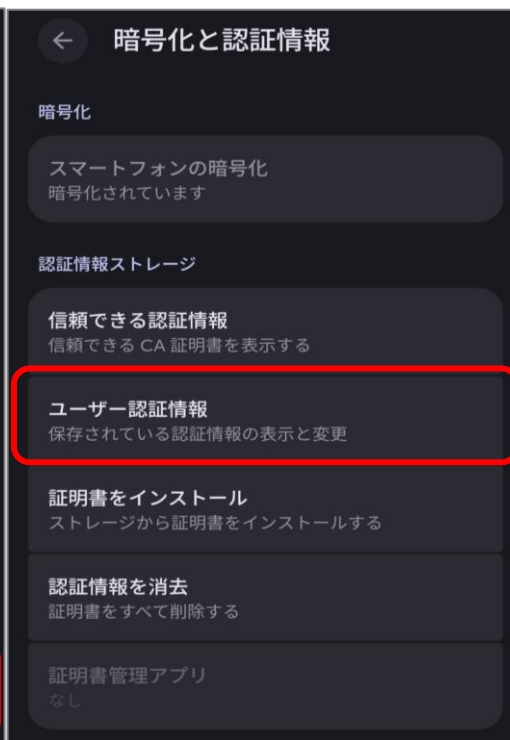 暗号化と認証情報
暗号化
スマートフォンの暗号化
暗号化されています
認証情報ストレージ
信頼できる認証情報
信頼できる CA 証明書を表示する
ユーザー認証情報
保存されている認証情報の表示と変更
証明書をインストール
ストレージから証明書をインストールする
認証情報を消去
証明書をすべて削除する
証明書管理アプリ
なし